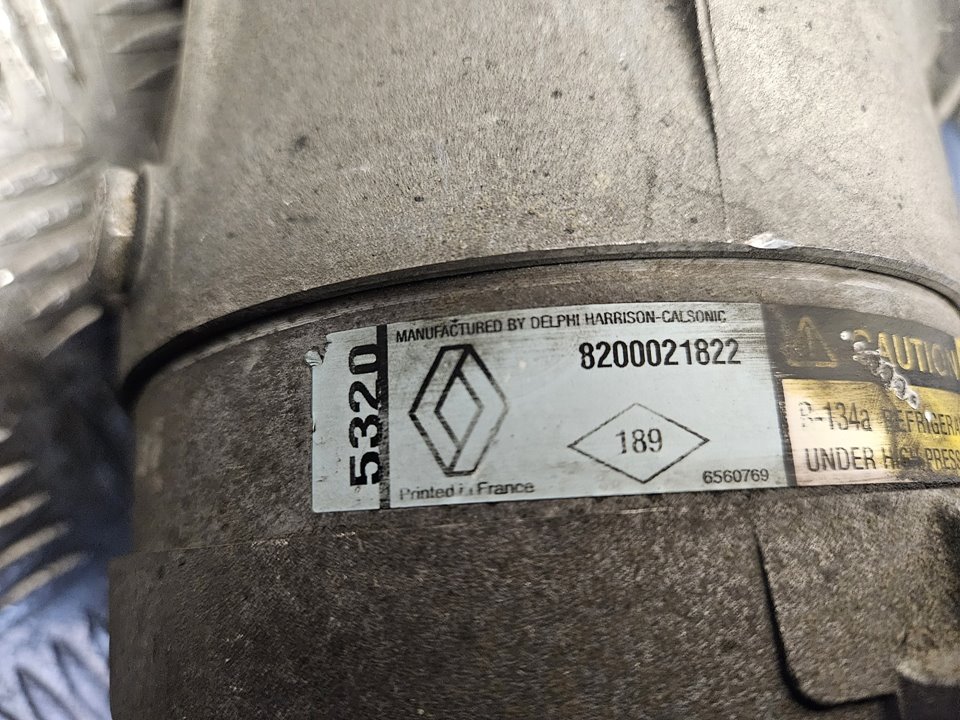 5320
MANUFACTURED BY DELPHI HARRISON-CALSONIC
8200021822
189
6560769
Printed in France
CAUTION
R-134a REFRIGERA
UNDER HIGH PRESS